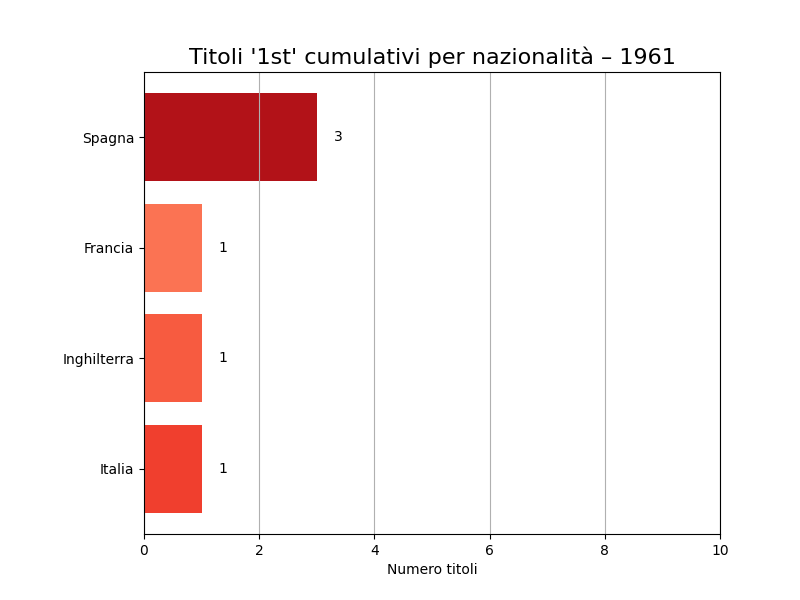 Titoli '1st' cumulativi per nazionalità – 1961
Spagna
3
Francia
1
Inghilterra
1
Italia
1
0 2 4 6 8 10
Numero titoli